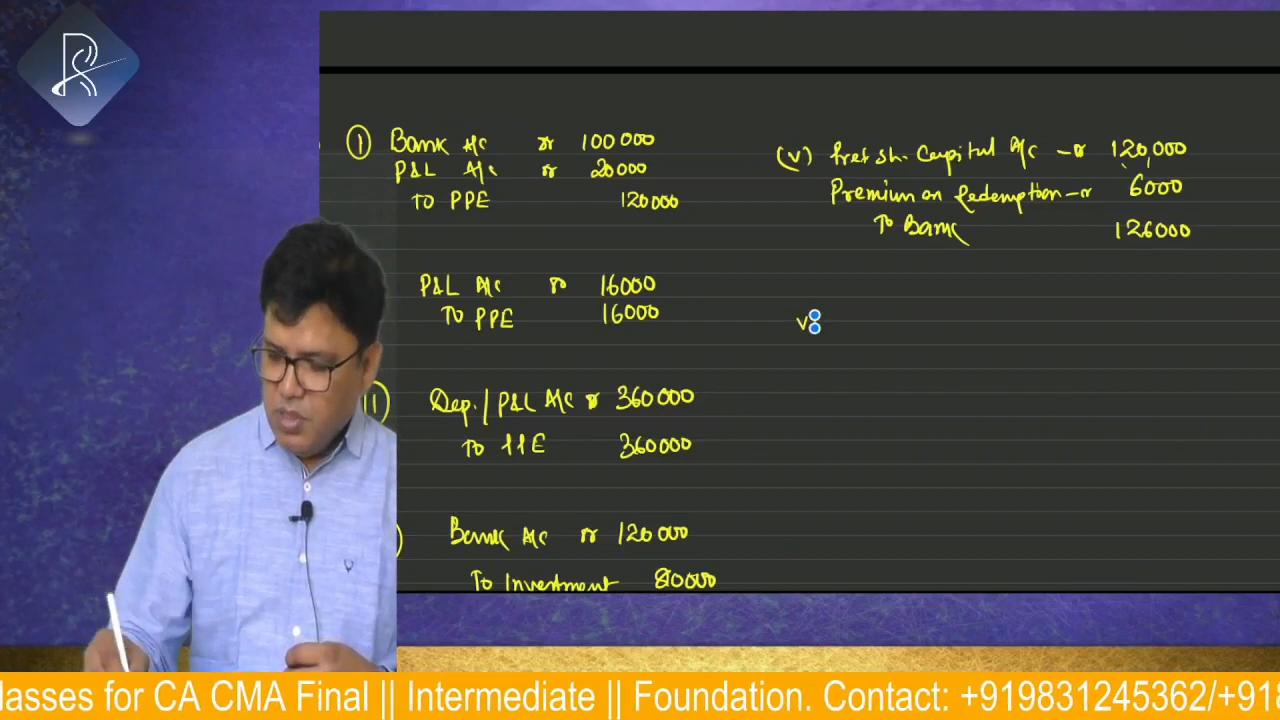 I Bank A/c Dr 100000
P&L A/c Dr 20000
To PPE 120000
P&L A/c Dr 16000
To PPE 16000
II Dep./P&L A/c Dr 360000
To PPE 360000
) Bank A/c Dr 120000
To Investment 80000
(v) Pref sh. Capital A/c - Dr 120,000
Premium on Redemption - Dr 6000
To Bank 126000
v
lasses for CA CMA Final || Intermediate || Foundation. Contact: +919831245362/+918